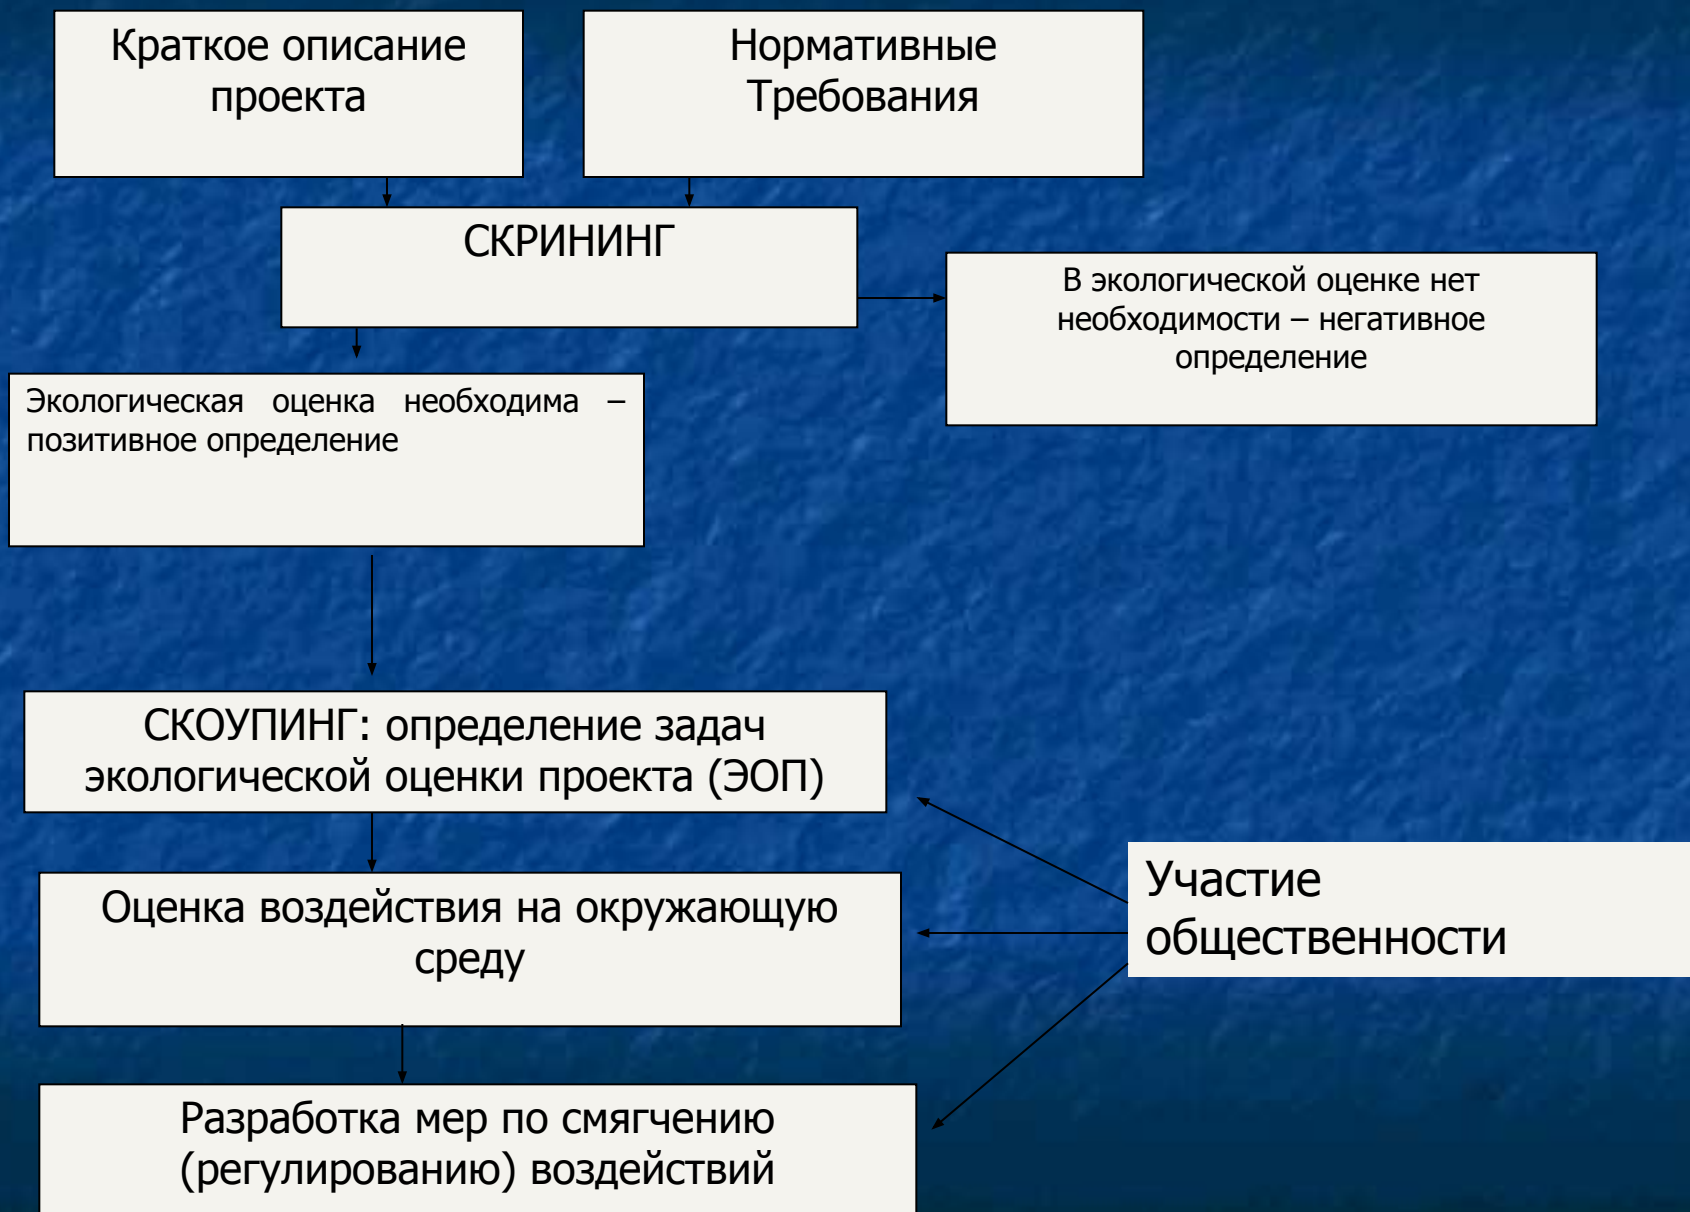 Краткое описание
проекта
Нормативные
Требования
СКРИНИНГ
В экологической оценке нет
необходимости – негативное
определение
Экологическая оценка необходима –
позитивное определение
СКОУПИНГ: определение задач
экологической оценки проекта (ЭОП)
Оценка воздействия на окружающую
среду
Участие
общественности
Разработка мер по смягчению
(регулированию) воздействий